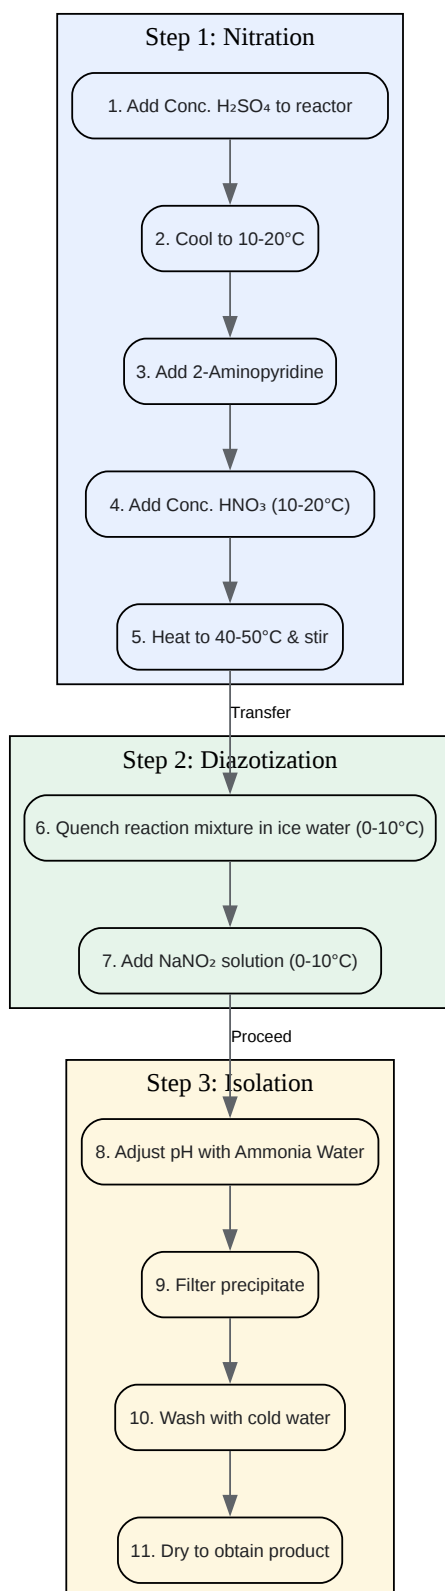 Step 1: Nitration
1. Add Conc. H₂SO₄ to reactor
2. Cool to 10-20°C
3. Add 2-Aminopyridine
4. Add Conc. HNO₃ (10-20°C)
5. Heat to 40-50°C & stir
Transfer
Step 2: Diazotization
6. Quench reaction mixture in ice water (0-10°C)
7. Add NaNO₂ solution (0-10°C)
Proceed
Step 3: Isolation
8. Adjust pH with Ammonia Water
9. Filter precipitate
10. Wash with cold water
11. Dry to obtain product